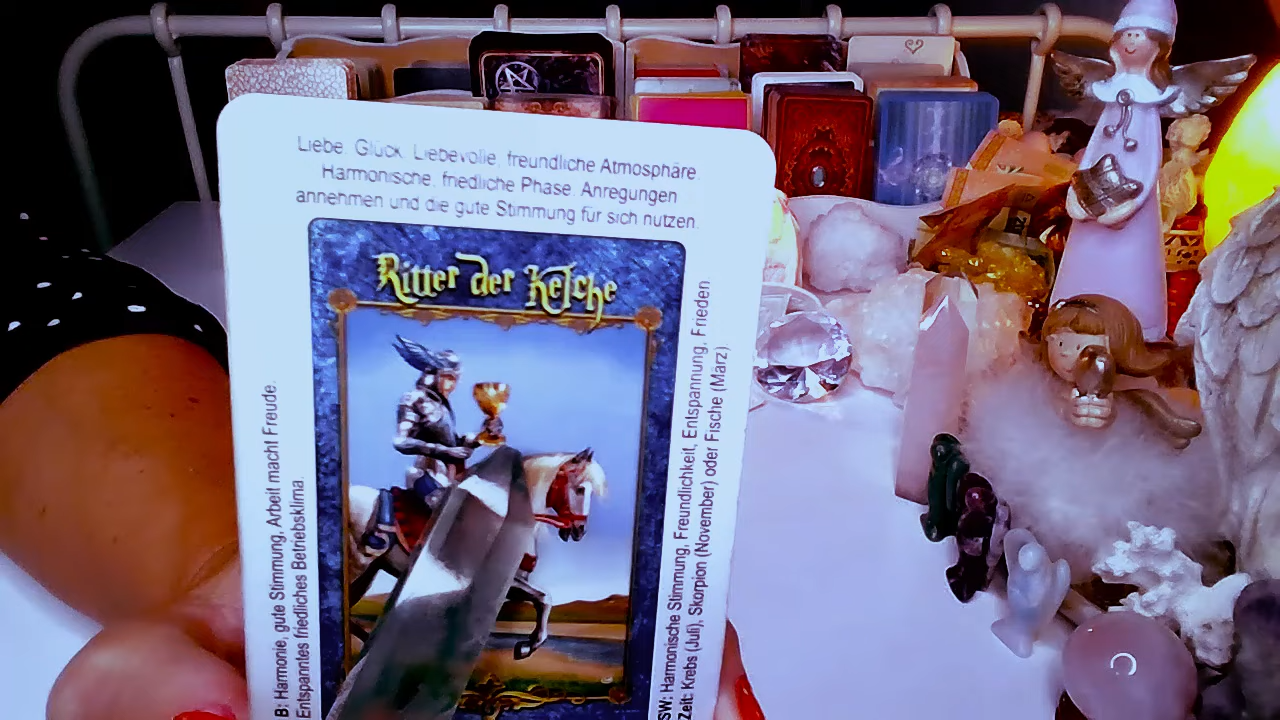 Liebe. Glück. Liebevolle, freundliche Atmosphäre.
Harmonische, friedliche Phase. Anregungen
annehmen und die gute Stimmung für sich nutzen.
Ritter der Kelche
B: Harmonie, gute Stimmung, Arbeit macht Freude.
Entspanntes friedliches Betriebsklima.
SW: Harmonische Stimmung, Freundlichkeit, Entspannung, Frieden
Zeit: Krebs (Juli), Skorpion (November) oder Fische (März)